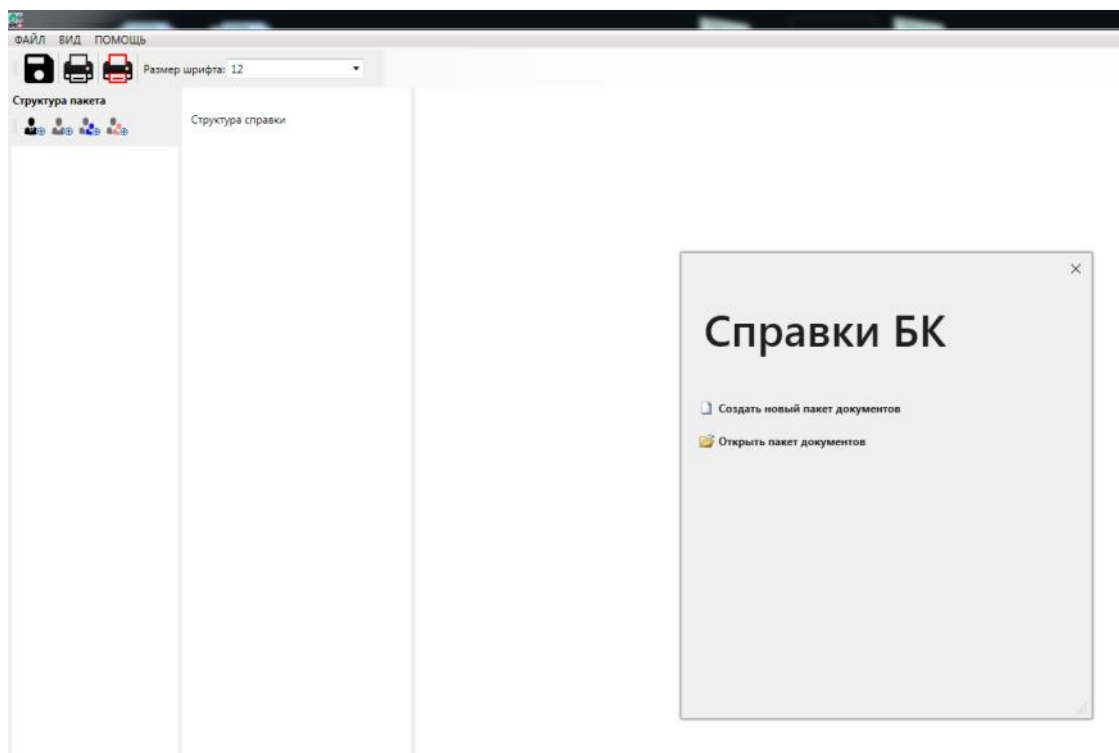 ФАЙЛ ВИД ПОМОЩЬ
Размер шрифта: 12
Структура пакета
Структура справки
Справки БК
Создать новый пакет документов
Открыть пакет документов